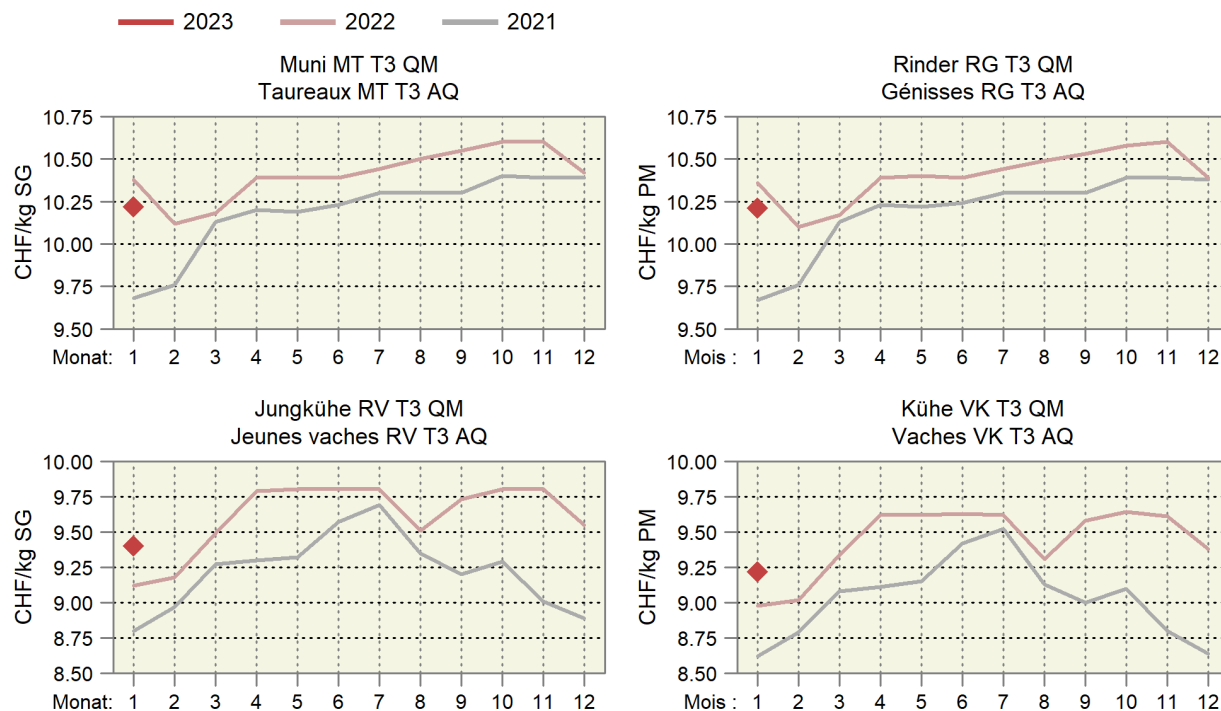 2023 2022 2021
Muni MT T3 QM
Taureaux MT T3 AQ
CHF/kg SG
10.75
10.50
10.25
10.00
9.75
9.50
Monat: 1 2 3 4 5 6 7 8 9 10 11 12
Rinder RG T3 QM
Génisses RG T3 AQ
CHF/kg PM
10.75
10.50
10.25
10.00
9.75
9.50
Mois : 1 2 3 4 5 6 7 8 9 10 11 12
Jungkühe RV T3 QM
Jeunes vaches RV T3 AQ
CHF/kg SG
10.00
9.75
9.50
9.25
9.00
8.75
8.50
Monat: 1 2 3 4 5 6 7 8 9 10 11 12
Kühe VK T3 QM
Vaches VK T3 AQ
CHF/kg PM
10.00
9.75
9.50
9.25
9.00
8.75
8.50
Mois : 1 2 3 4 5 6 7 8 9 10 11 12